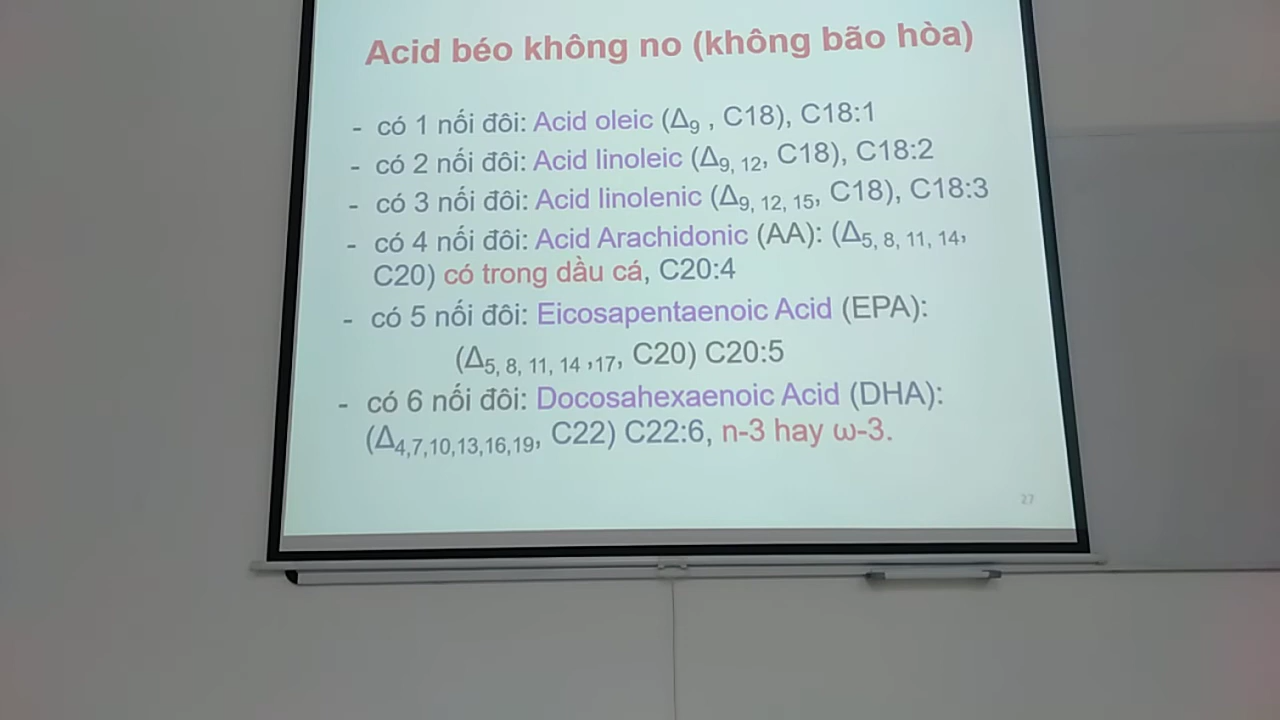 Acid béo không no (không bão hòa)
- có 1 nối đôi: Acid oleic (Δ9 , C18), C18:1
- có 2 nối đôi: Acid linoleic (Δ9, 12, C18), C18:2
- có 3 nối đôi: Acid linolenic (Δ9, 12, 15, C18), C18:3
- có 4 nối đôi: Acid Arachidonic (AA): (Δ5, 8, 11, 14,
C20) có trong dầu cá, C20:4
- có 5 nối đôi: Eicosapentaenoic Acid (EPA):
(Δ5, 8, 11, 14 ,17, C20) C20:5
- có 6 nối đôi: Docosahexaenoic Acid (DHA):
(Δ4,7,10,13,16,19, C22) C22:6, n-3 hay ω-3.
27